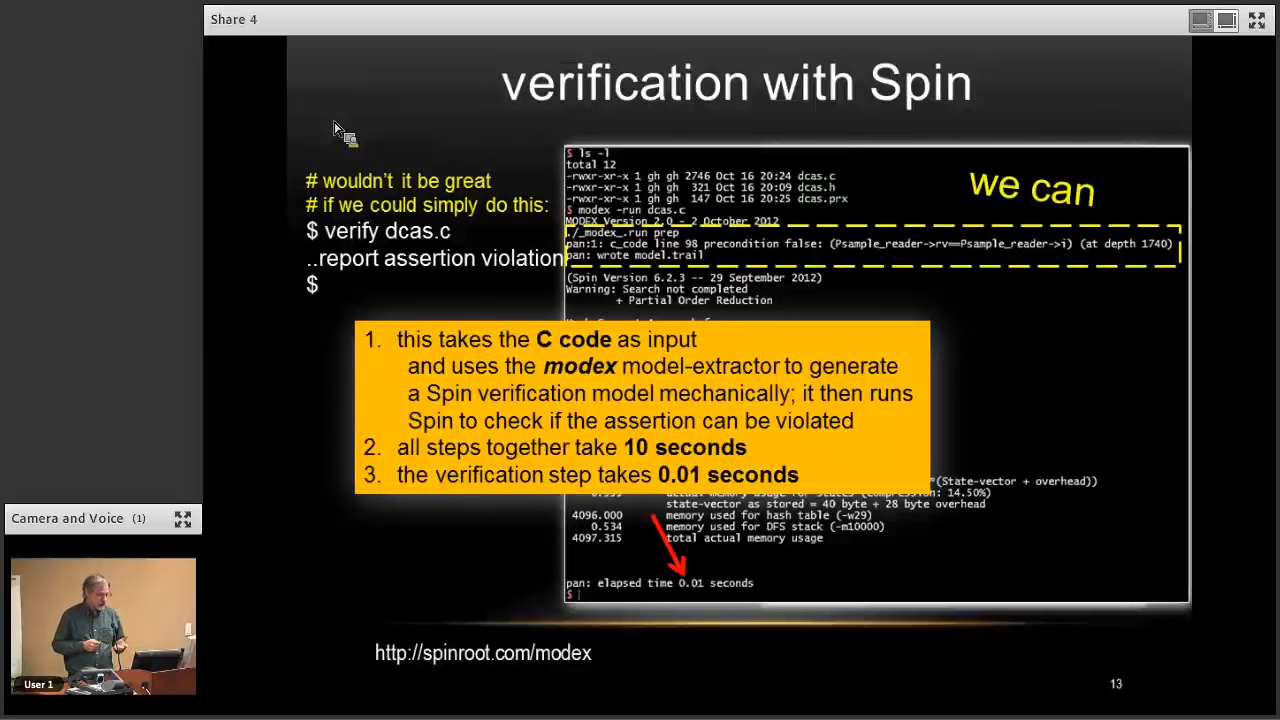 Share 4
verification with Spin
# wouldn't it be great
# if we could simply do this:
$ verify dcas.c
..report assertion violation
$
$ ls -l
total 12
-rwxr-xr-x 1 gh gh 2746 Oct 16 20:24 dcas.c
-rwxr-xr-x 1 gh gh  321 Oct 16 20:09 dcas.h
-rwxr-xr-x 1 gh gh  147 Oct 16 20:25 dcas.prx
$ modex -run dcas.c
MODEX Version 2.0 - 2 October 2012
./_modex_.run prep
pan:1: c_code line 98 precondition false: (Psample_reader->rv==Psample_reader->i) (at depth 1740)
pan: wrote model.trail
we can
(Spin Version 6.2.3 -- 29 September 2012)
Warning: Search not completed
+ Partial Order Reduction
1. this takes the C code as input
and uses the modex model-extractor to generate
a Spin verification model mechanically; it then runs
Spin to check if the assertion can be violated
2. all steps together take 10 seconds
3. the verification step takes 0.01 seconds
*(State-vector + overhead))
actual memory usage for states (compression: 14.50%)
state-vector as stored = 40 byte + 28 byte overhead
4096.000 memory used for hash table (-w29)
0.534 memory used for DFS stack (-m10000)
4097.315 total actual memory usage
pan: elapsed time 0.01 seconds
$
http://spinroot.com/modex
13
Camera and Voice (1)
User 1